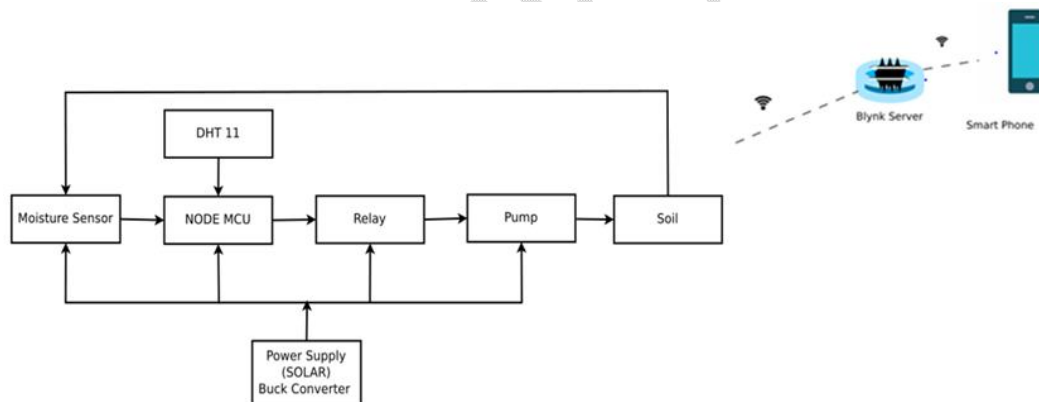 DHT 11
Moisture Sensor
NODE MCU
Relay
Pump
Soil
Power Supply
(SOLAR)
Buck Converter
Blynk Server
Smart Phone